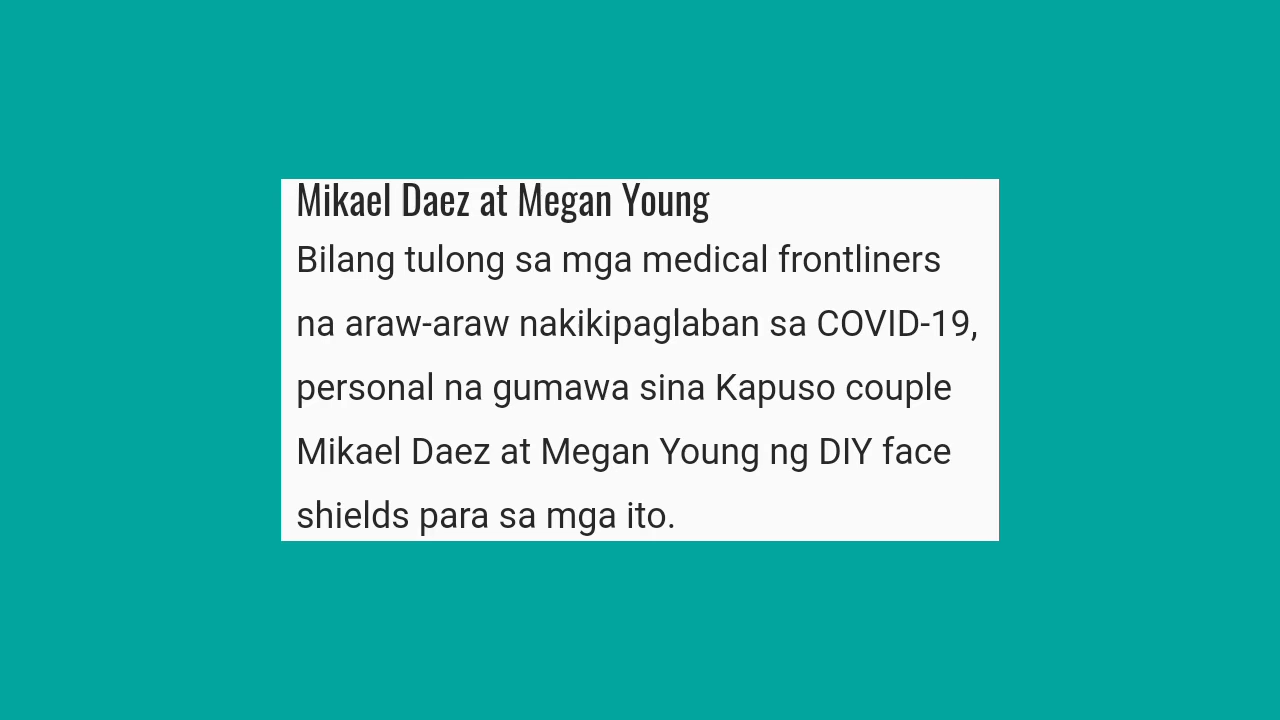 Mikael Daez at Megan Young
Bilang tulong sa mga medical frontliners
na araw-araw nakikipaglaban sa COVID-19,
personal na gumawa sina Kapuso couple
Mikael Daez at Megan Young ng DIY face
shields para sa mga ito.